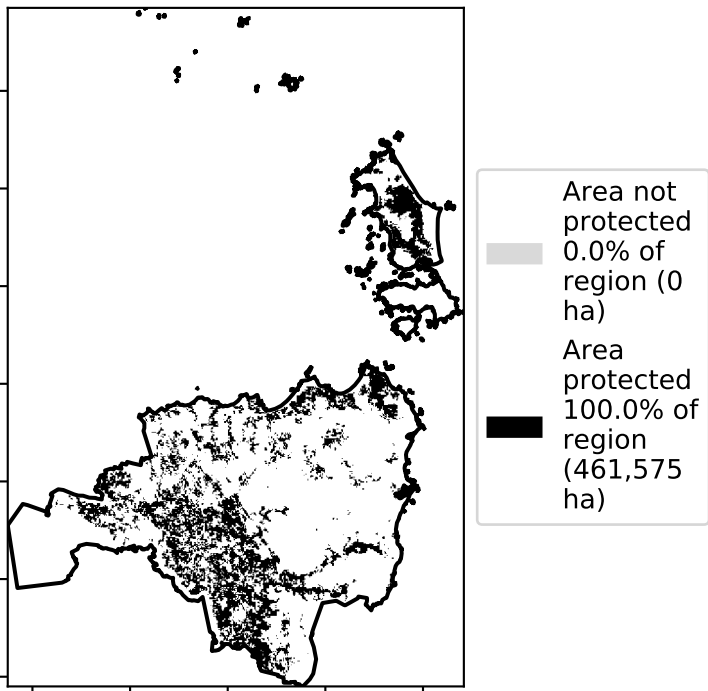 Area not
protected
0.0% of
region (0
ha)
Area
protected
100.0% of
region
(461,575
ha)